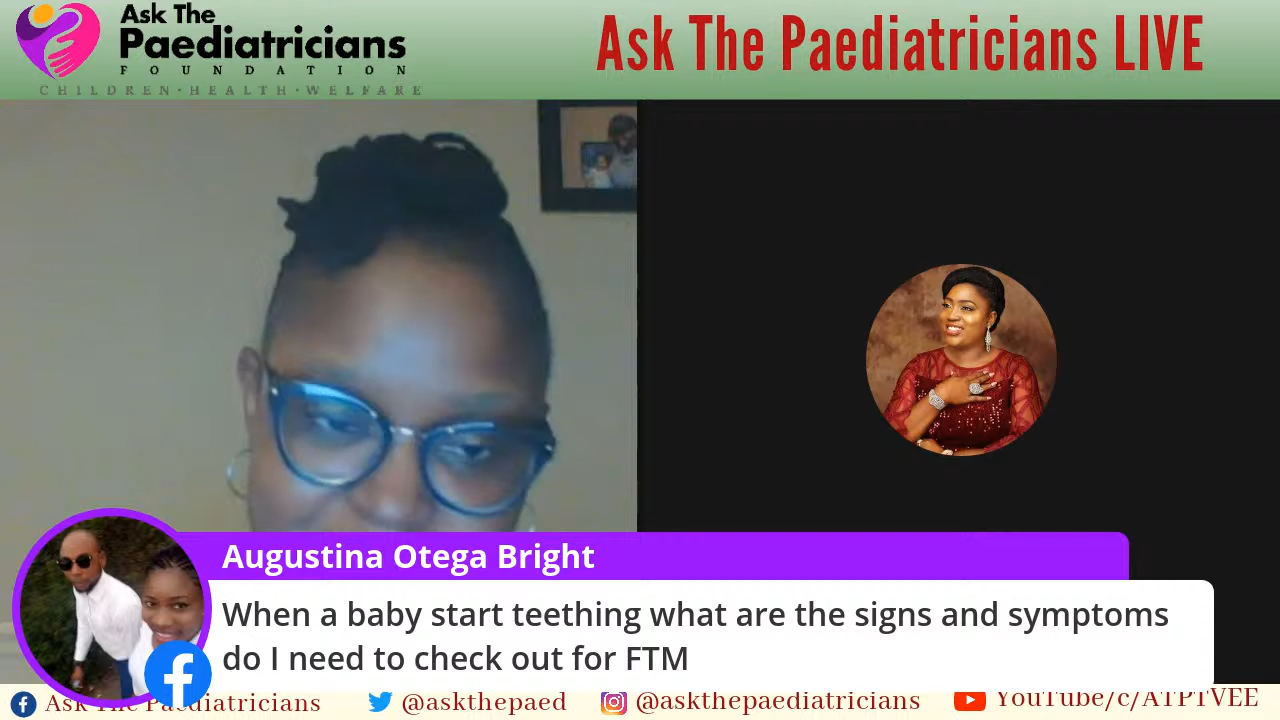 Ask The
Paediatricians
FOUNDATION
CHILDREN·HEALTH·WELFARE
Ask The Paediatricians LIVE
Augustina Otega Bright
When a baby start teething what are the signs and symptoms
do I need to check out for FTM
Ask The Paediatricians
@askthepaed
@askthepaediatricians
YouTube/c/ATPTVEE